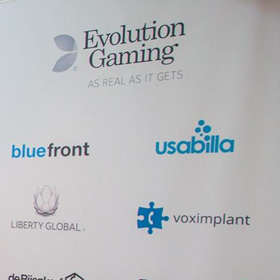 Evolution
Gaming
AS REAL AS IT GETS
bluefront
usabilla
LIBERTY GLOBAL
voximplant